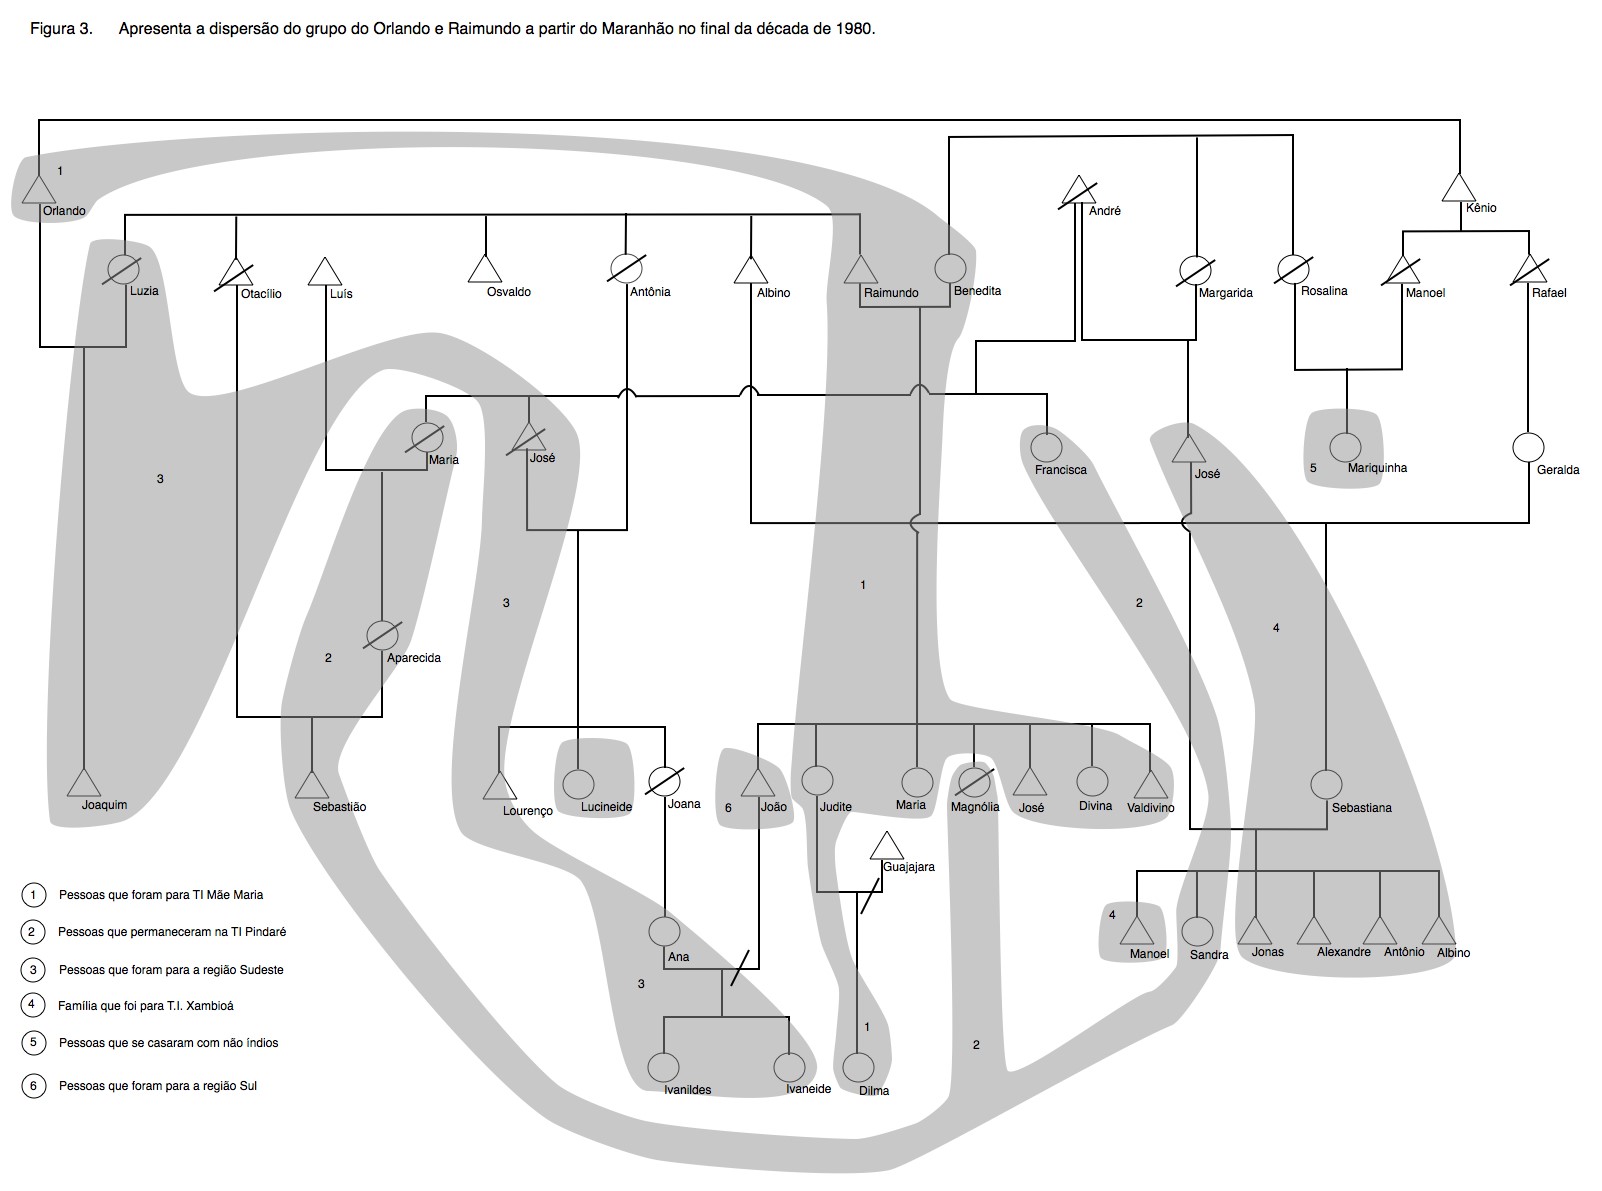 Figura 3. Apresenta a dispersão do grupo do Orlando e Raimundo a partir do Maranhão no final da década de 1980.
1
Orlando
André
Kênio
Luzia
Otacílio
Luís
Osvaldo
Antônia
Albino
Raimundo
Benedita
Margarida
Rosalina
Manoel
Rafael
Maria
José
Francisca
José
5
Mariquinha
Geralda
3
3
1
2
4
2
Aparecida
Joaquim
Sebastião
Lourenço
Lucineide
Joana
6
João
Judite
Maria
Magnólia
José
Divina
Valdivino
Sebastiana
Guajajara
4
Manoel
Sandra
Jonas
Alexandre
Antônio
Albino
Ana
3
1
2
Ivanildes
Ivaneide
Dilma
1 Pessoas que foram para TI Mãe Maria
2 Pessoas que permaneceram na TI Pindaré
3 Pessoas que foram para a região Sudeste
4 Família que foi para T.I. Xambioá
5 Pessoas que se casaram com não índios
6 Pessoas que foram para a região Sul